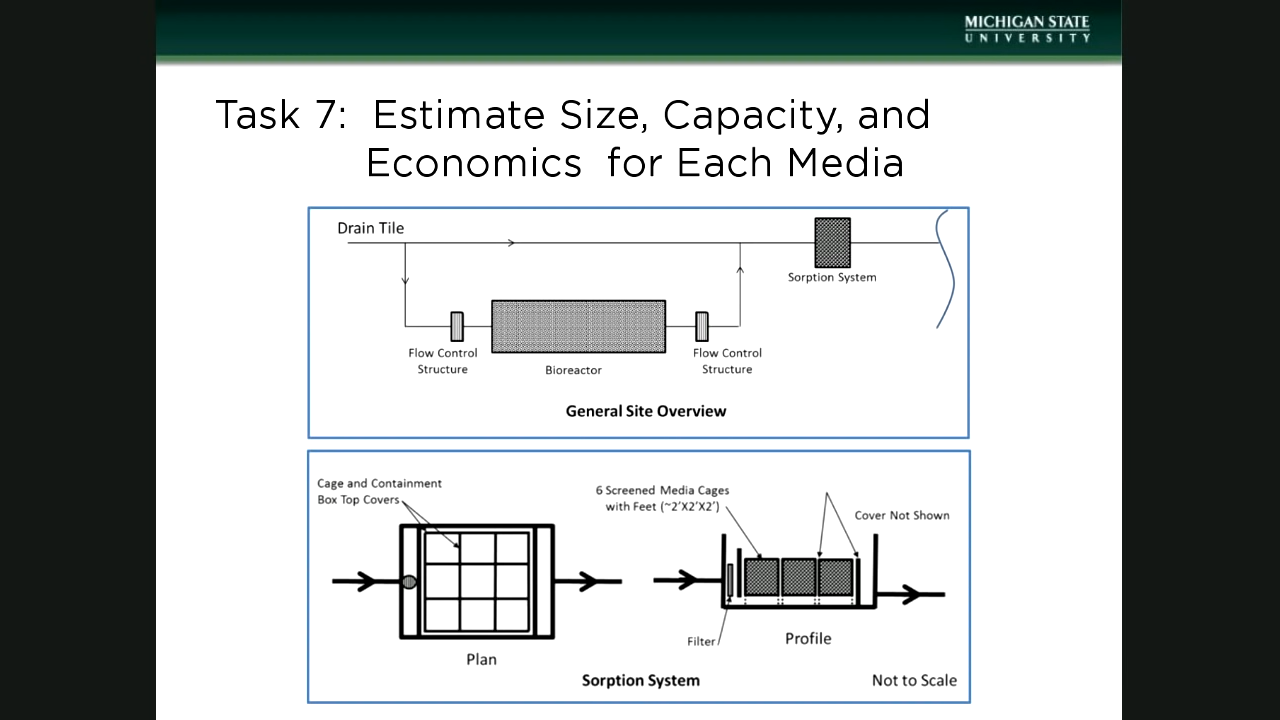 MICHIGAN STATE
UNIVERSITY
Task 7: Estimate Size, Capacity, and
Economics for Each Media
Drain Tile
Sorption System
Flow Control
Structure
Bioreactor
Flow Control
Structure
General Site Overview
Cage and Containment
Box Top Covers
6 Screened Media Cages
with Feet (~2'X2'X2')
Cover Not Shown
Filter
Profile
Plan
Sorption System
Not to Scale